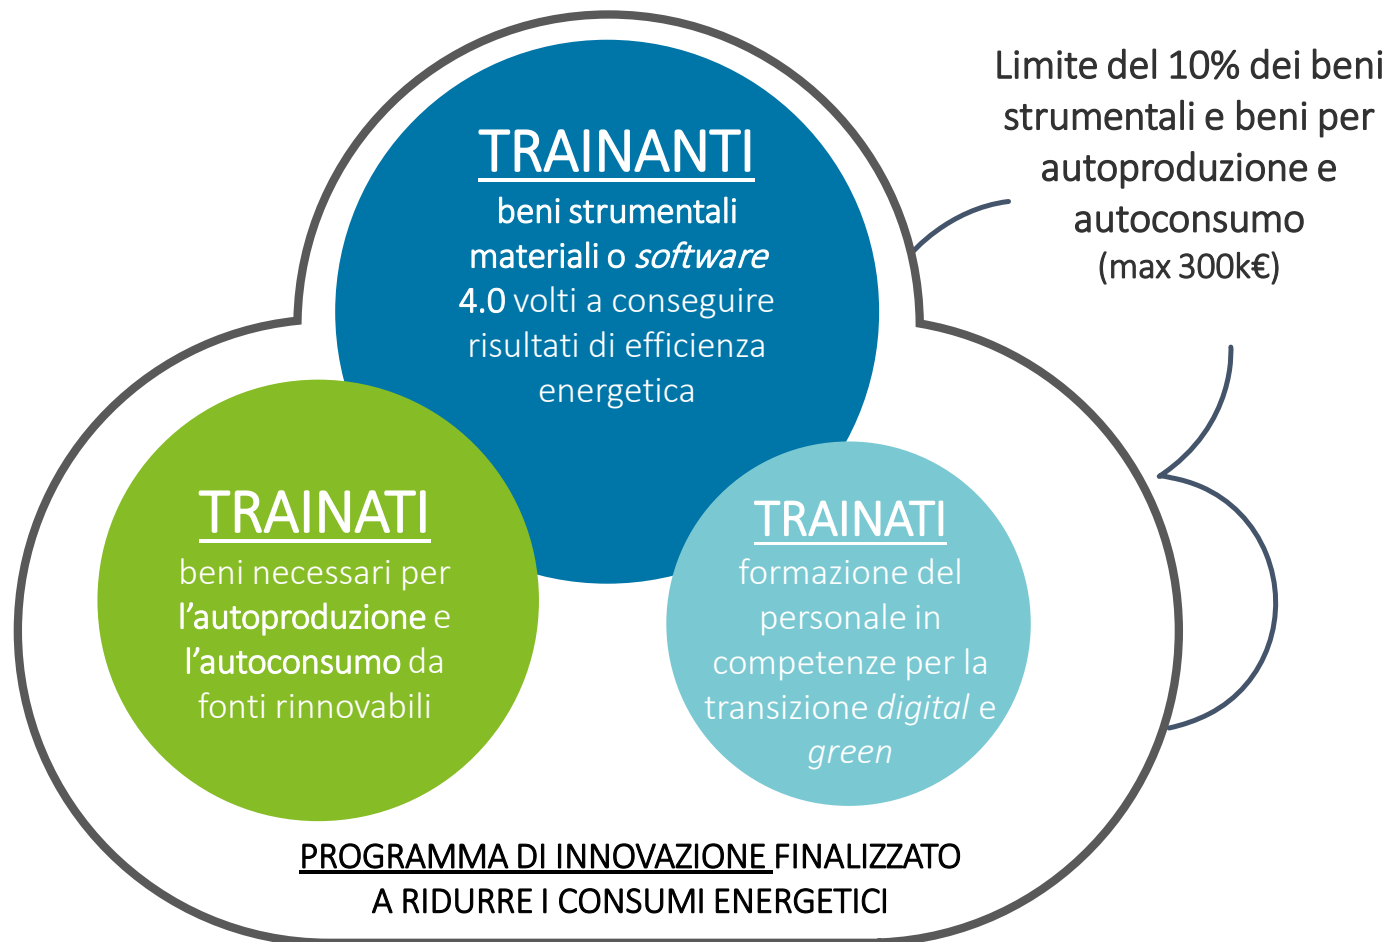 Limite del 10% dei beni
strumentali e beni per
autoproduzione e
autoconsumo
(max 300k€)
TRAINANTI
beni strumentali
materiali o software
4.0 volti a conseguire
risultati di efficienza
energetica
TRAINATI
beni necessari per
l’autoproduzione e
l’autoconsumo da
fonti rinnovabili
TRAINATI
formazione del
personale in
competenze per la
transizione digital e
green
PROGRAMMA DI INNOVAZIONE FINALIZZATO
A RIDURRE I CONSUMI ENERGETICI